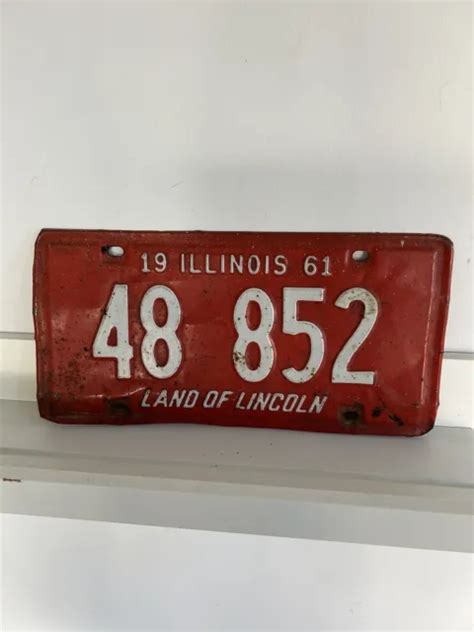 19 ILLINOIS 61
48 852
LAND OF LINCOLN